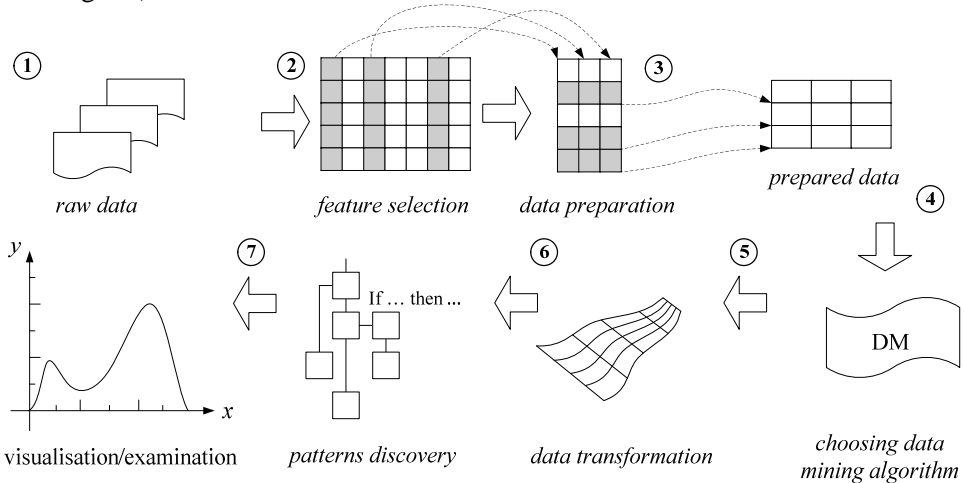 1
2
3
raw data
feature selection
data preparation
prepared data
4
y
7
6
5
If ... then ...
DM
x
visualisation/examination
patterns discovery
data transformation
choosing data
mining algorithm